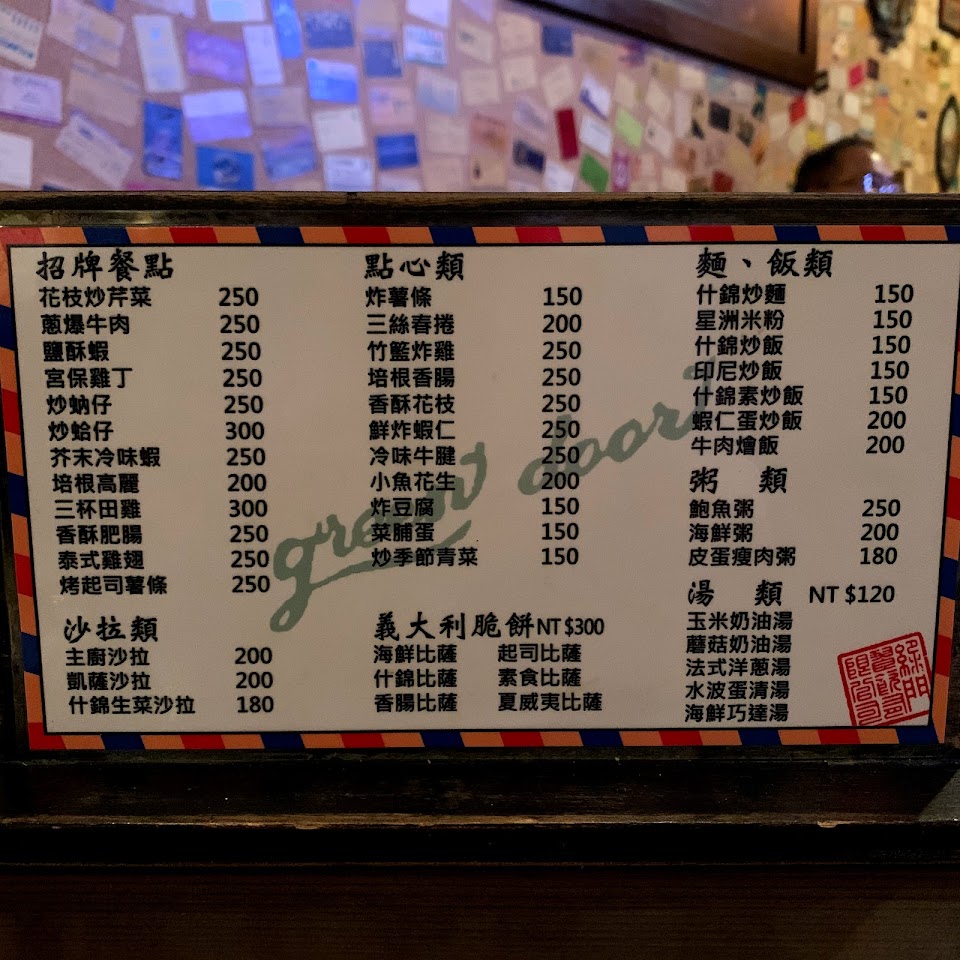 招牌餐點
花枝炒芹菜 250
蔥爆牛肉 250
鹽酥蝦 250
宮保雞丁 250
炒蚋仔 250
炒蛤仔 300
芥末冷味蝦 250
培根高麗 200
三杯田雞 300
香酥肥腸 250
泰式雞翅 250
烤起司薯條 250
沙拉類
主廚沙拉 200
凱薩沙拉 200
什錦生菜沙拉 180
點心類
炸薯條 150
三絲春捲 200
竹籃炸雞 250
培根香腸 250
香酥花枝 250
鮮炸蝦仁 250
冷味牛腱 250
小魚花生 200
炸豆腐 150
菜脯蛋 150
炒季節青菜 150
義大利脆餅 NT $300
海鮮比薩 起司比薩
什錦比薩 素食比薩
香腸比薩 夏威夷比薩
麵、飯類
什錦炒麵 150
星洲米粉 150
什錦炒飯 150
印尼炒飯 150
什錦素炒飯 150
蝦仁蛋炒飯 200
牛肉燴飯 200
粥 類
鮑魚粥 250
海鮮粥 200
皮蛋瘦肉粥 180
湯 類 NT $120
玉米奶油湯
蘑菇奶油湯
法式洋蔥湯
水波蛋清湯
海鮮巧達湯
green door